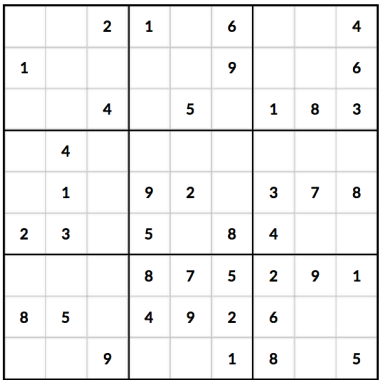 2 1 6 4
1 9 6
4 5 1 8 3
4
1 9 2 3 7 8
2 3 5 8 4
8 7 5 2 9 1
8 5 4 9 2 6
9 1 8 5